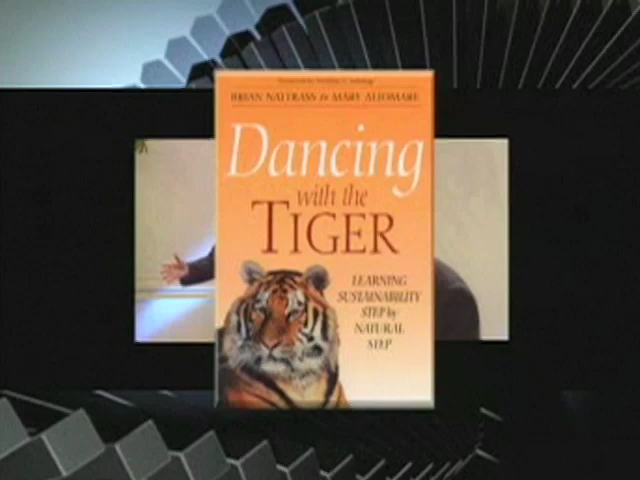 BRIAN NATTRASS & MARY ALTOMARE
Dancing
with the
TIGER
LEARNING
SUSTAINABILITY
STEP by
NATURAL
STEP